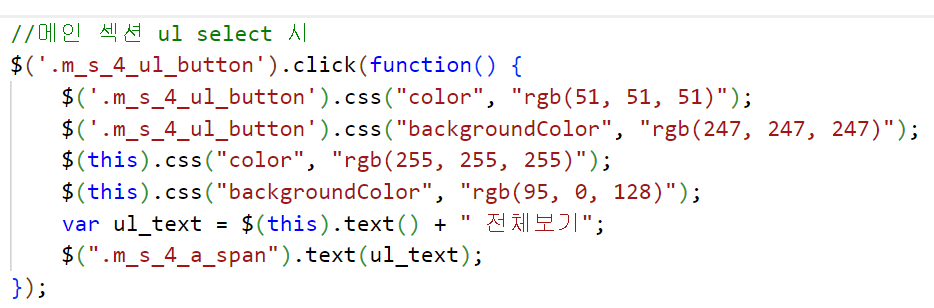 //메인 섹션 ul select 시
$('.m_s_4_ul_button').click(function() {
    $('.m_s_4_ul_button').css("color", "rgb(51, 51, 51)");
    $('.m_s_4_ul_button').css("backgroundColor", "rgb(247, 247, 247)");
    $(this).css("color", "rgb(255, 255, 255)");
    $(this).css("backgroundColor", "rgb(95, 0, 128)");
    var ul_text = $(this).text() + " 전체보기";
    $(".m_s_4_a_span").text(ul_text);
});